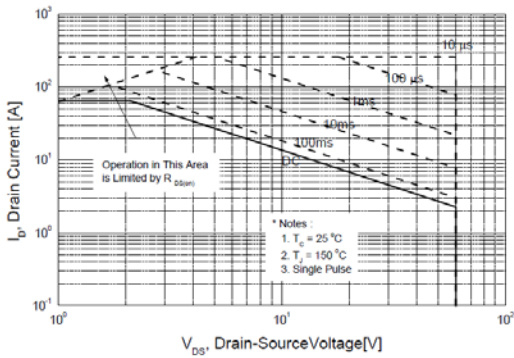 10³
10²
10¹
10⁰
10⁻¹
I_D, Drain Current [A]
10 µs
100 µs
1ms
10ms
100ms
DC
Operation in This Area
is Limited by R DS(on)
* Notes :
1. T_C = 25 °C
2. T_J = 150 °C
3. Single Pulse
10⁰
10¹
10²
V_DS, Drain-SourceVoltage[V]